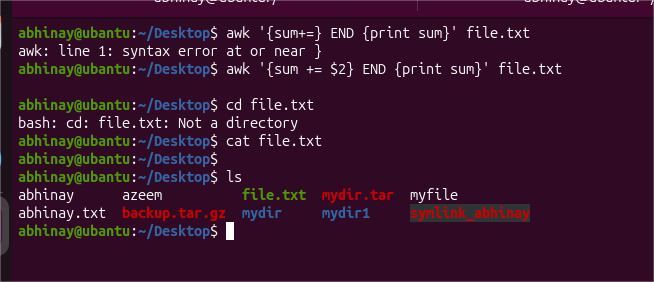 abhinay@ubantu:~/Desktop$ awk '{sum+=} END {print sum}' file.txt
awk: line 1: syntax error at or near }
abhinay@ubantu:~/Desktop$ awk '{sum += $2} END {print sum}' file.txt

abhinay@ubantu:~/Desktop$ cd file.txt
bash: cd: file.txt: Not a directory
abhinay@ubantu:~/Desktop$ cat file.txt
abhinay@ubantu:~/Desktop$
abhinay@ubantu:~/Desktop$ ls
abhinay azeem file.txt mydir.tar myfile
abhinay.txt backup.tar.gz mydir mydir1 symlink_abhinay
abhinay@ubantu:~/Desktop$